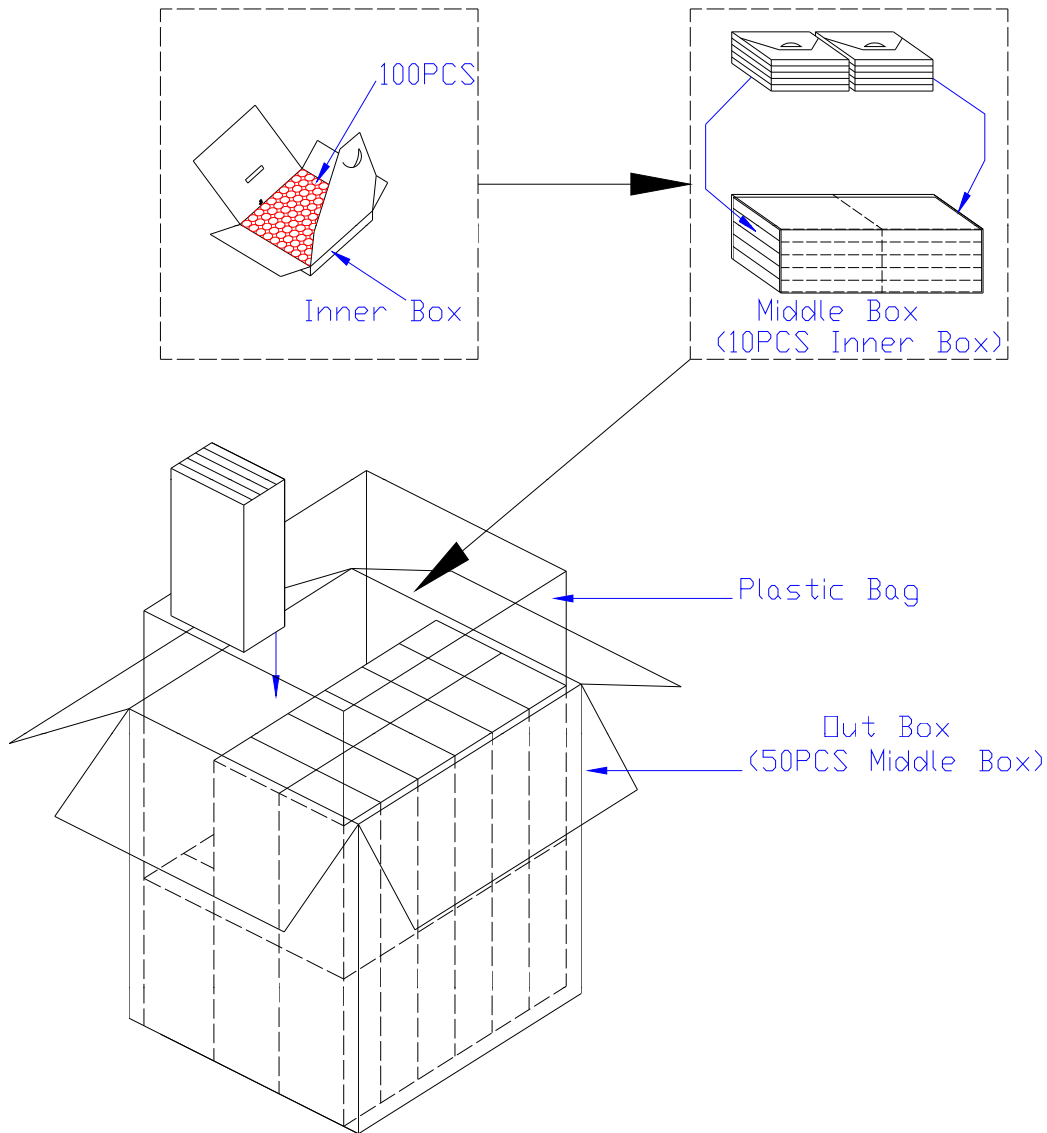 100PCS
Inner Box
Middle Box
(10PCS Inner Box)
Plastic Bag
Out Box
(50PCS Middle Box)